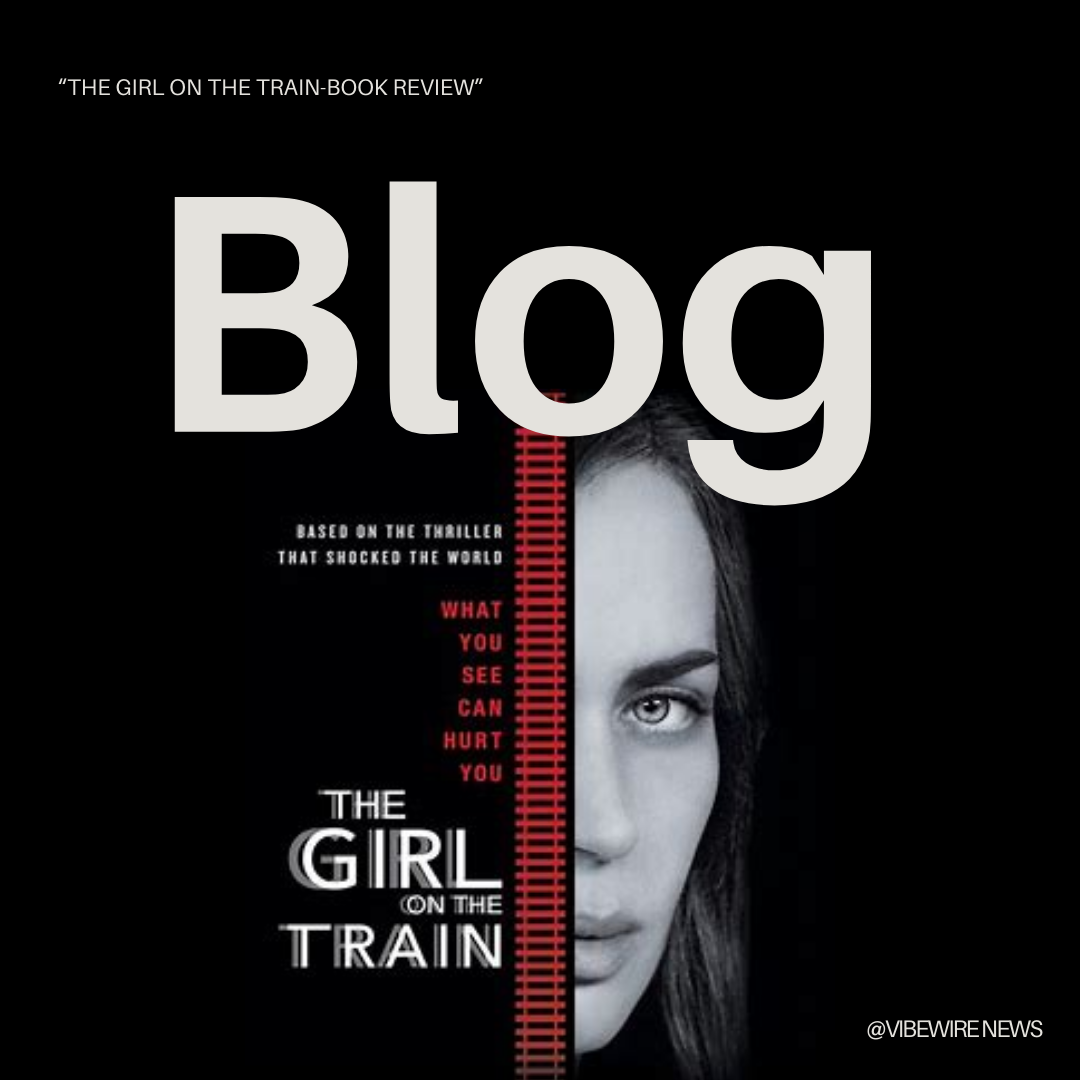 “THE GIRL ON THE TRAIN-BOOK REVIEW”
Blog
BASED ON THE THRILLER
THAT SHOCKED THE WORLD
WHAT
YOU
SEE
CAN
HURT
YOU
THE
GIRL
ON THE
TRAIN
@VIBEWIRE NEWS